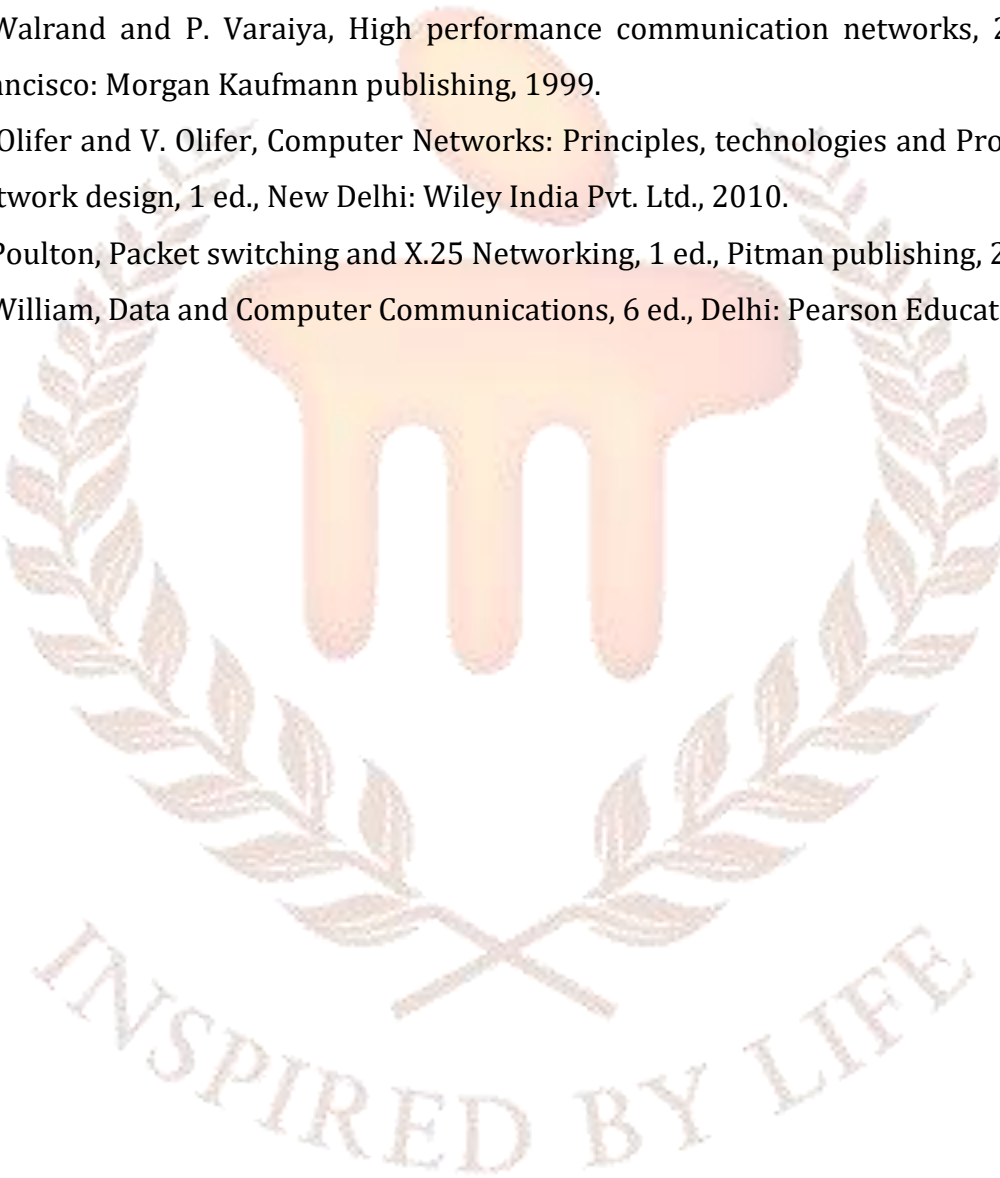 Walrand and P. Varaiya, High performance communication networks, 2
ancisco: Morgan Kaufmann publishing, 1999.
Olifer and V. Olifer, Computer Networks: Principles, technologies and Pro
twork design, 1 ed., New Delhi: Wiley India Pvt. Ltd., 2010.
Poulton, Packet switching and X.25 Networking, 1 ed., Pitman publishing, 2
William, Data and Computer Communications, 6 ed., Delhi: Pearson Educat
INSPIRED BY LIFE